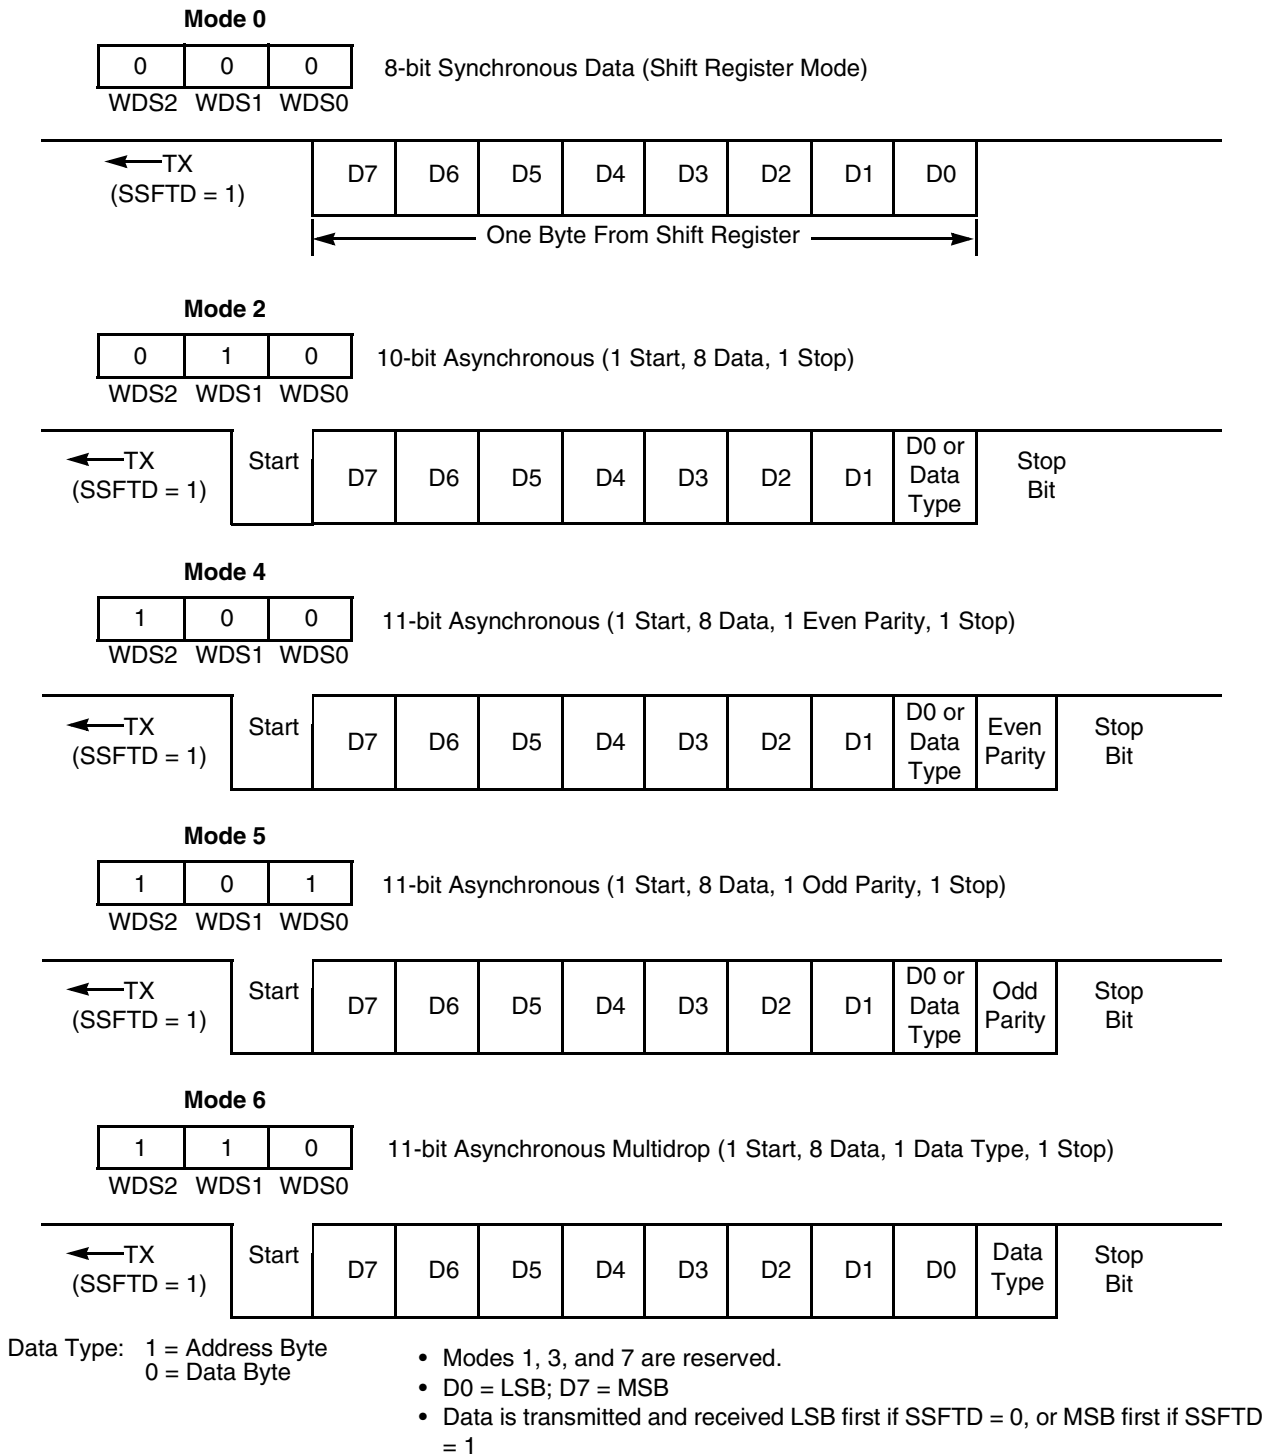 Mode 0
0 0 0 8-bit Synchronous Data (Shift Register Mode)
WDS2 WDS1 WDS0
TX
(SSFTD = 1)
D7 D6 D5 D4 D3 D2 D1 D0
One Byte From Shift Register
Mode 2
0 1 0 10-bit Asynchronous (1 Start, 8 Data, 1 Stop)
WDS2 WDS1 WDS0
TX
(SSFTD = 1)
Start D7 D6 D5 D4 D3 D2 D1
D0 or
Data
Type
Stop
Bit
Mode 4
1 0 0 11-bit Asynchronous (1 Start, 8 Data, 1 Even Parity, 1 Stop)
WDS2 WDS1 WDS0
TX
(SSFTD = 1)
Start D7 D6 D5 D4 D3 D2 D1
D0 or
Data
Type
Even
Parity
Stop
Bit
Mode 5
1 0 1 11-bit Asynchronous (1 Start, 8 Data, 1 Odd Parity, 1 Stop)
WDS2 WDS1 WDS0
TX
(SSFTD = 1)
Start D7 D6 D5 D4 D3 D2 D1
D0 or
Data
Type
Odd
Parity
Stop
Bit
Mode 6
1 1 0 11-bit Asynchronous Multidrop (1 Start, 8 Data, 1 Data Type, 1 Stop)
WDS2 WDS1 WDS0
TX
(SSFTD = 1)
Start D7 D6 D5 D4 D3 D2 D1 D0
Data
Type
Stop
Bit
Data Type: 1 = Address Byte
0 = Data Byte
• Modes 1, 3, and 7 are reserved.
• D0 = LSB; D7 = MSB
• Data is transmitted and received LSB first if SSFTD = 0, or MSB first if SSFTD
= 1